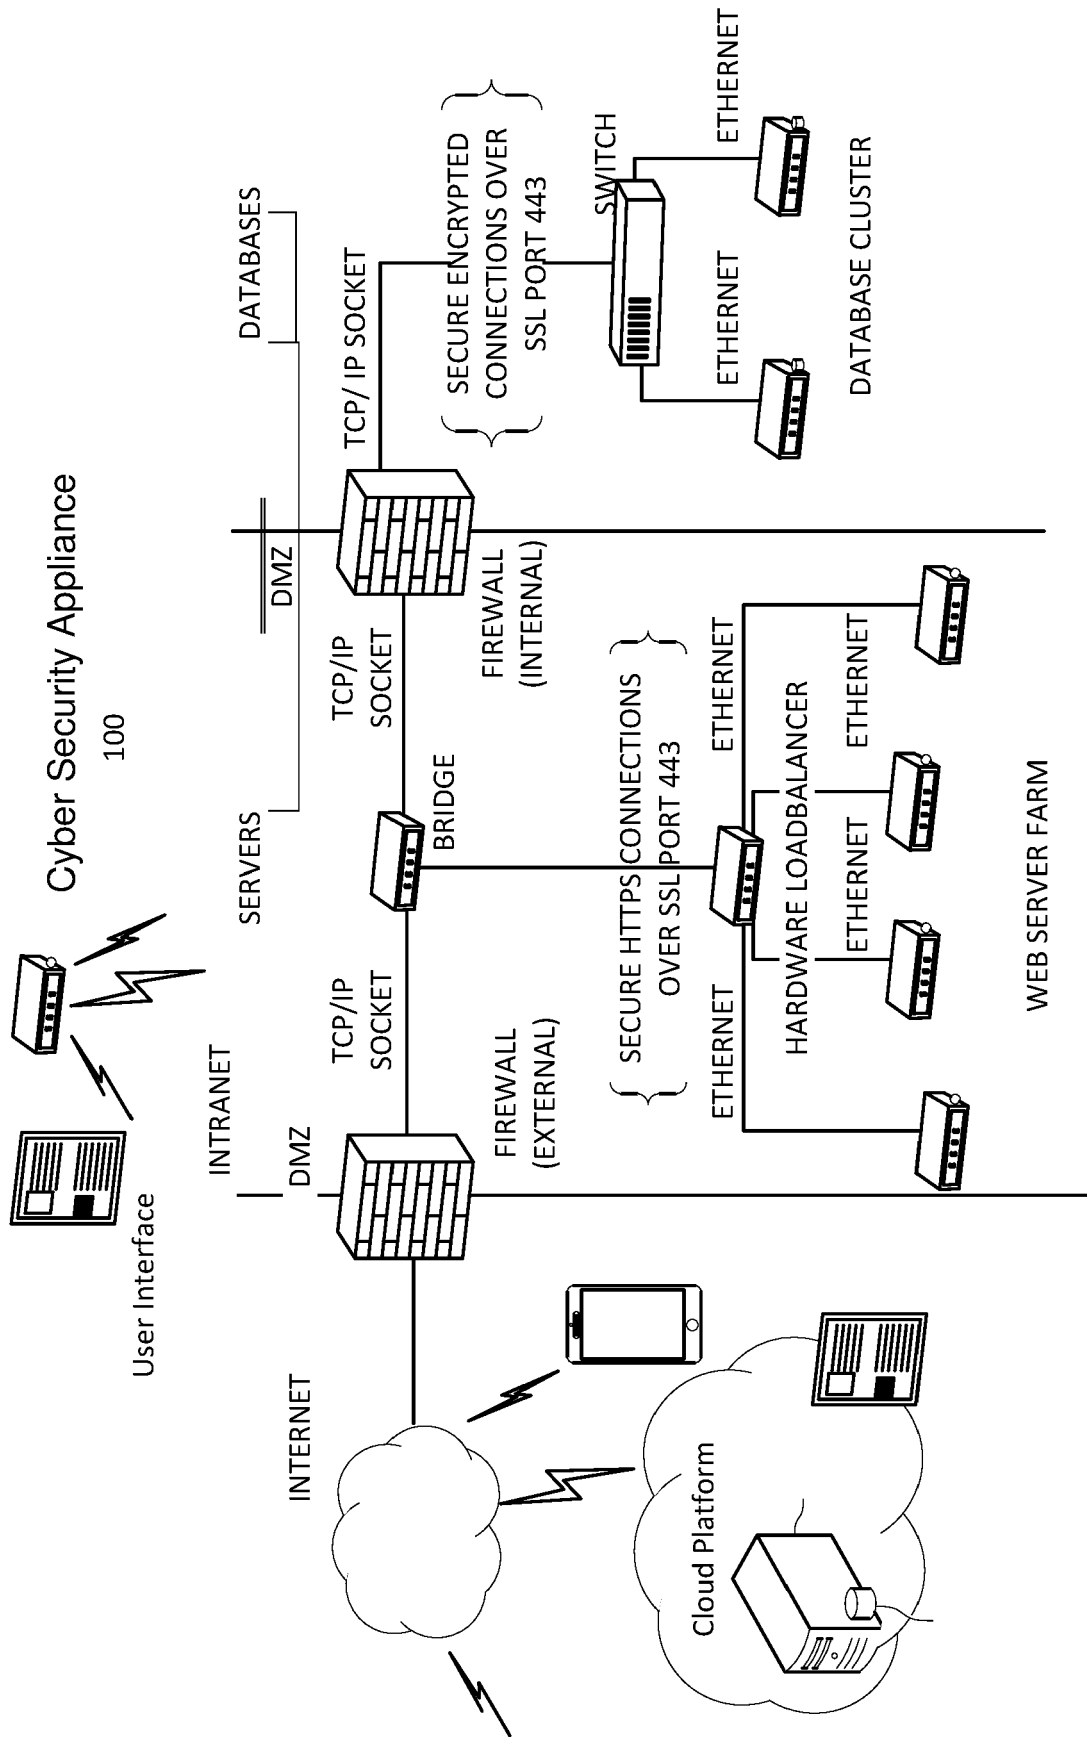 Cyber Security Appliance
100
User Interface
INTRANET
SERVERS
DATABASES
INTERNET
DMZ
DMZ
TCP/IP
SOCKET
TCP/IP
SOCKET
TCP/ IP SOCKET
BRIDGE
FIREWALL
(EXTERNAL)
FIREWALL
(INTERNAL)
SECURE ENCRYPTED
CONNECTIONS OVER
SSL PORT 443
SWITCH
ETHERNET
ETHERNET
DATABASE CLUSTER
SECURE HTTPS CONNECTIONS
OVER SSL PORT 443
ETHERNET
ETHERNET
HARDWARE LOADBALANCER
ETHERNET
ETHERNET
WEB SERVER FARM
Cloud Platform